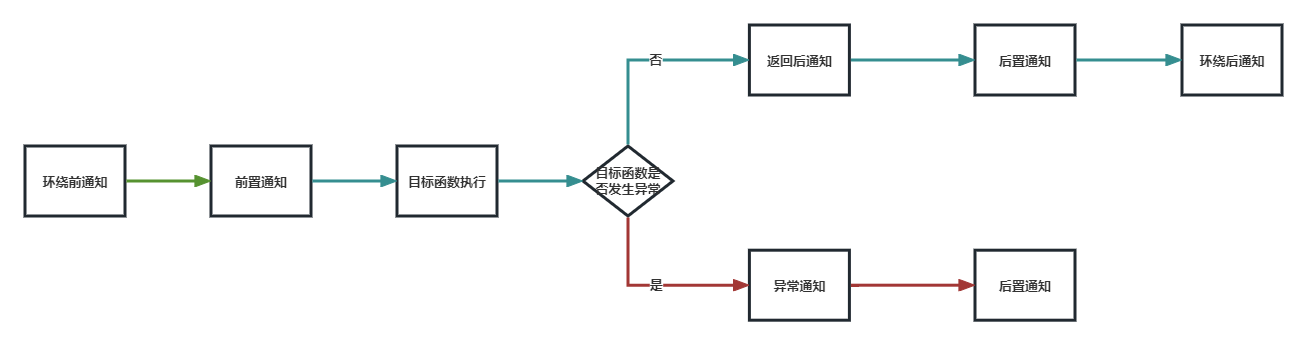 环绕前通知
前置通知
目标函数执行
目标函数是
否发生异常
否
返回后通知
后置通知
环绕后通知
是
异常通知
后置通知